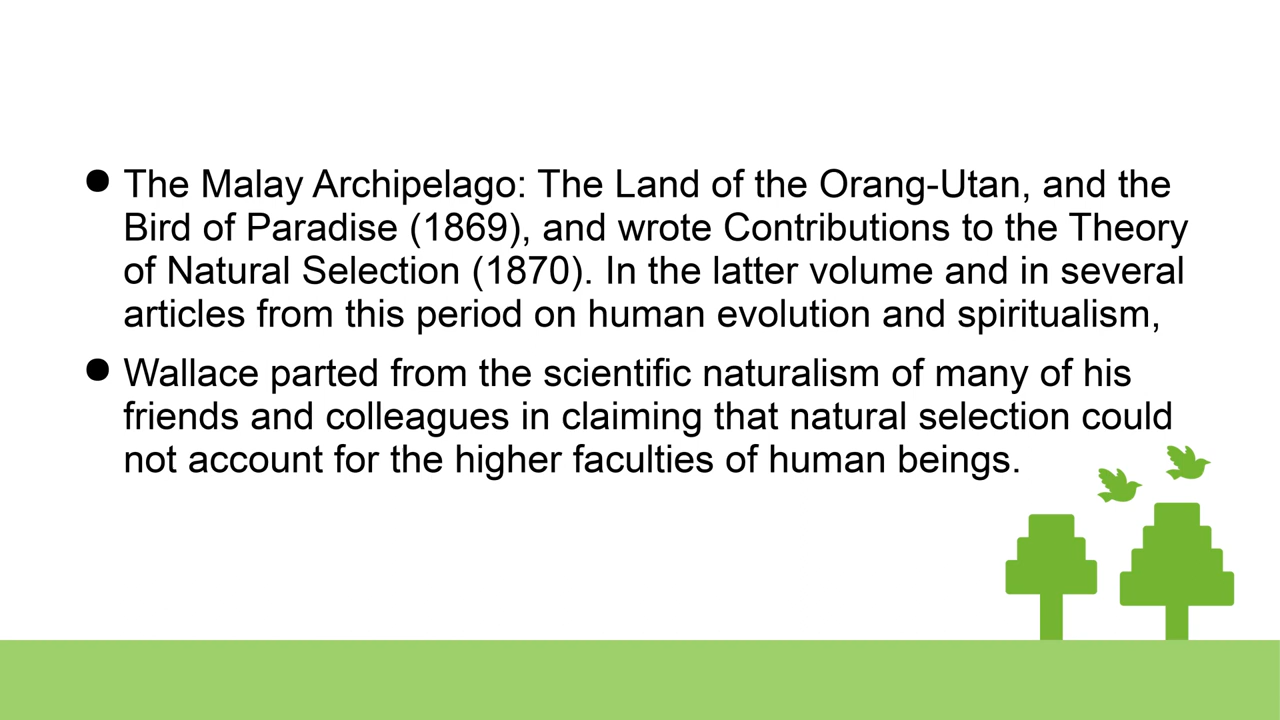 ● The Malay Archipelago: The Land of the Orang-Utan, and the
Bird of Paradise (1869), and wrote Contributions to the Theory
of Natural Selection (1870). In the latter volume and in several
articles from this period on human evolution and spiritualism,
● Wallace parted from the scientific naturalism of many of his
friends and colleagues in claiming that natural selection could
not account for the higher faculties of human beings.